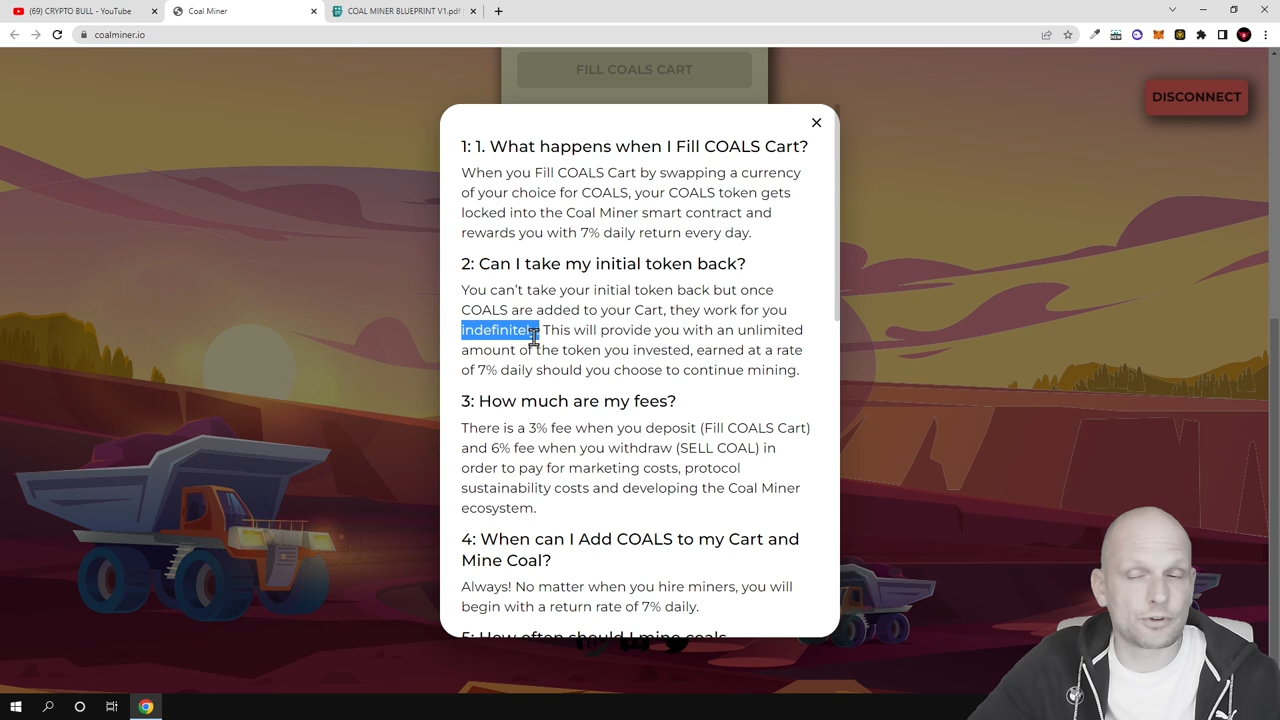 (69) CRYPTO BULL - YouTube
Coal Miner
COAL MINER BLUEPRINT V1.pdf
coalminer.io
FILL COALS CART
DISCONNECT
1: 1. What happens when I Fill COALS Cart?
When you Fill COALS Cart by swapping a currency
of your choice for COALS, your COALS token gets
locked into the Coal Miner smart contract and
rewards you with 7% daily return every day.
2: Can I take my initial token back?
You can't take your initial token back but once
COALS are added to your Cart, they work for you
indefinitely. This will provide you with an unlimited
amount of the token you invested, earned at a rate
of 7% daily should you choose to continue mining.
3: How much are my fees?
There is a 3% fee when you deposit (Fill COALS Cart)
and 6% fee when you withdraw (SELL COAL) in
order to pay for marketing costs, protocol
sustainability costs and developing the Coal Miner
ecosystem.
4: When can I Add COALS to my Cart and
Mine Coal?
Always! No matter when you hire miners, you will
begin with a return rate of 7% daily.
5: How often should I mine coals